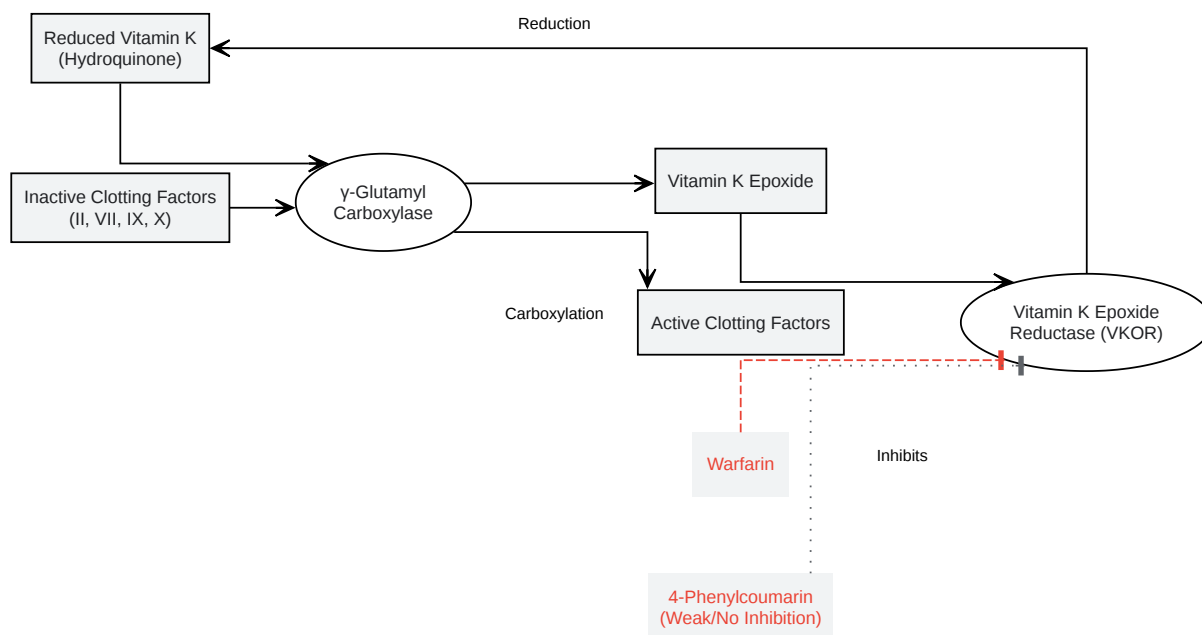 Reduction
Reduced Vitamin K
(Hydroquinone)
γ-Glutamyl
Carboxylase
Vitamin K Epoxide
Inactive Clotting Factors
(II, VII, IX, X)
Carboxylation
Active Clotting Factors
Vitamin K Epoxide
Reductase (VKOR)
Warfarin
Inhibits
4-Phenylcoumarin
(Weak/No Inhibition)